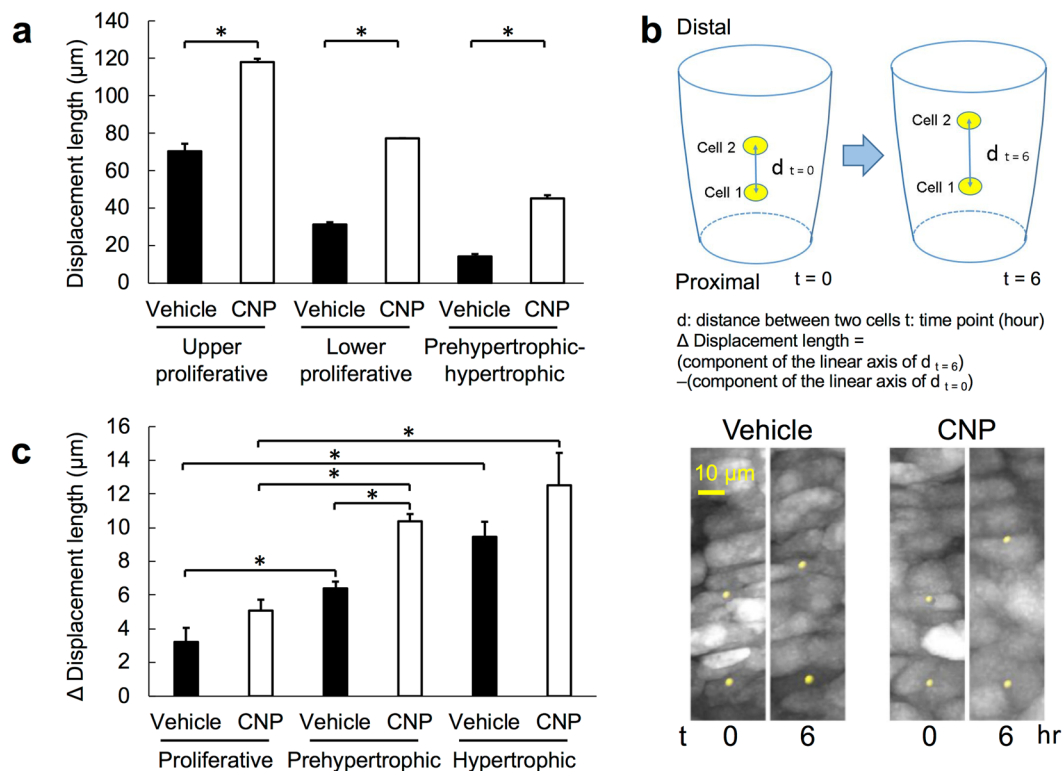 a
Displacement length (µm)
140
120
100
80
60
40
20
0
* * *
Vehicle CNP Vehicle CNP Vehicle CNP
Upper proliferative
Lower proliferative
Prehypertrophic-hypertrophic
b
Distal
Cell 2
d t = 0
Cell 1
Cell 2
d t = 6
Cell 1
Proximal
t = 0
t = 6
d: distance between two cells t: time point (hour)
Δ Displacement length =
(component of the linear axis of d t = 6)
–(component of the linear axis of d t = 0)
Vehicle CNP
10 µm
t 0 6 0 6 hr
c
Δ Displacement length (µm)
16
14
12
10
8
6
4
2
0
*
*
*
*
*
Vehicle CNP Vehicle CNP Vehicle CNP
Proliferative Prehypertrophic Hypertrophic